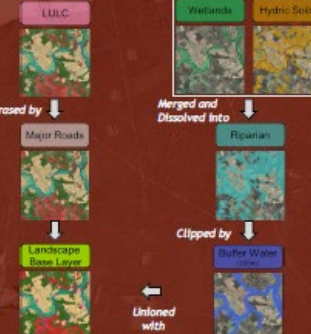 LULC
Wetlands
Hydric Soils
rased by
Merged and
Dissolved into
Major Roads
Riparian
Clipped by
Landscape
Base Layer
Buffer Water
Unioned
with